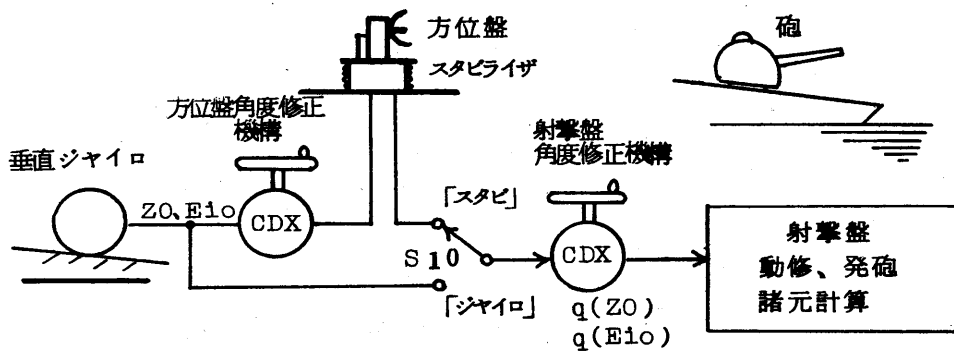 方位盤
砲
スタビライザ
方位盤角度修正
機構
射撃盤
角度修正機構
垂直ジャイロ
ZO、Eio
CDX
「スタビ」
S10
CDX
「ジャイロ」
q(ZO)
q(Eio)
射撃盤
動修、発砲
諸元計算